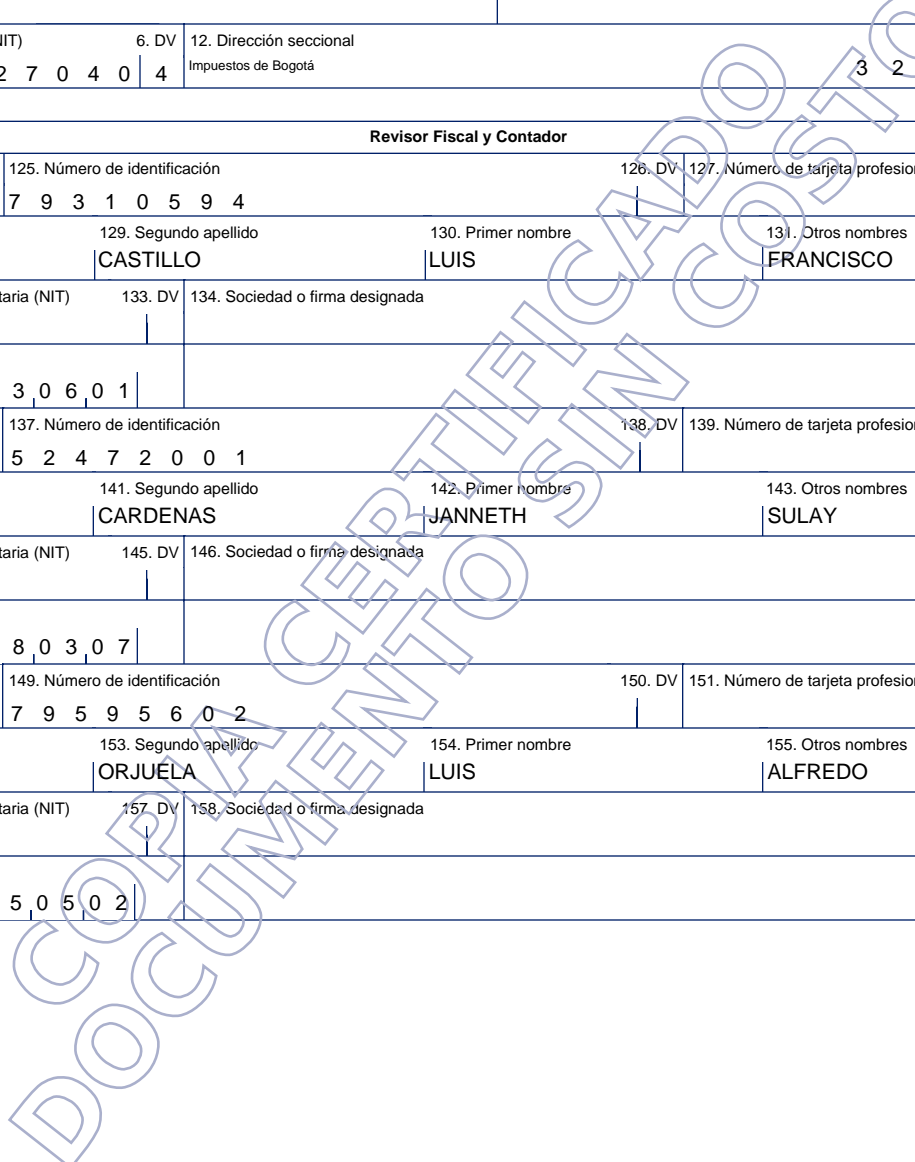 NIT) 6. DV 12. Dirección seccional
2 7 0 4 0 4 Impuestos de Bogotá 3 2
Revisor Fiscal y Contador
125. Número de identificación 126. DV 127. Número de tarjeta profesion
7 9 3 1 0 5 9 4
129. Segundo apellido 130. Primer nombre 131. Otros nombres
CASTILLO LUIS FRANCISCO
taria (NIT) 133. DV 134. Sociedad o firma designada
3 0 6 0 1
137. Número de identificación 138. DV 139. Número de tarjeta profesion
5 2 4 7 2 0 0 1
141. Segundo apellido 142. Primer nombre 143. Otros nombres
CARDENAS JANNETH SULAY
taria (NIT) 145. DV 146. Sociedad o firma designada
8 0 3 0 7
149. Número de identificación 150. DV 151. Número de tarjeta profesion
7 9 5 9 5 6 0 2
153. Segundo apellido 154. Primer nombre 155. Otros nombres
ORJUELA LUIS ALFREDO
taria (NIT) 157. DV 158. Sociedad o firma designada
5 0 5 0 2
COPIA CERTIFICADO
DOCUMENTO SIN COSTO